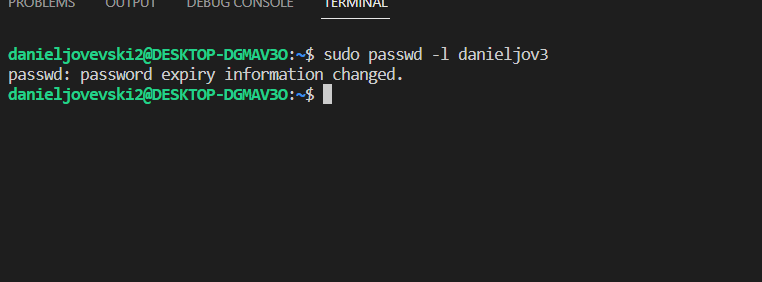 PROBLEMS OUTPUT DEBUG CONSOLE TERMINAL
danieljovevski2@DESKTOP-DGMAV3O:~$ sudo passwd -l danieljov3
passwd: password expiry information changed.
danieljovevski2@DESKTOP-DGMAV3O:~$